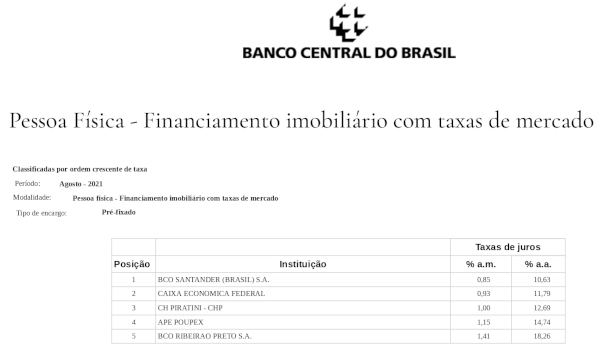 BANCO CENTRAL DO BRASIL
Pessoa Física - Financiamento imobiliário com taxas de mercado
Classificadas por ordem crescente de taxa
Período: Agosto - 2021
Modalidade: Pessoa física - Financiamento imobiliário com taxas de mercado
Tipo de encargo: Pré-fixado
Taxas de juros
Posição Instituição % a.m. % a.a.
1 BCO SANTANDER (BRASIL) S.A. 0,85 10,63
2 CAIXA ECONOMICA FEDERAL 0,93 11,79
3 CH PIRATINI - CHP 1,00 12,69
4 APE POUPEX 1,15 14,74
5 BCO RIBEIRAO PRETO S.A. 1,41 18,26